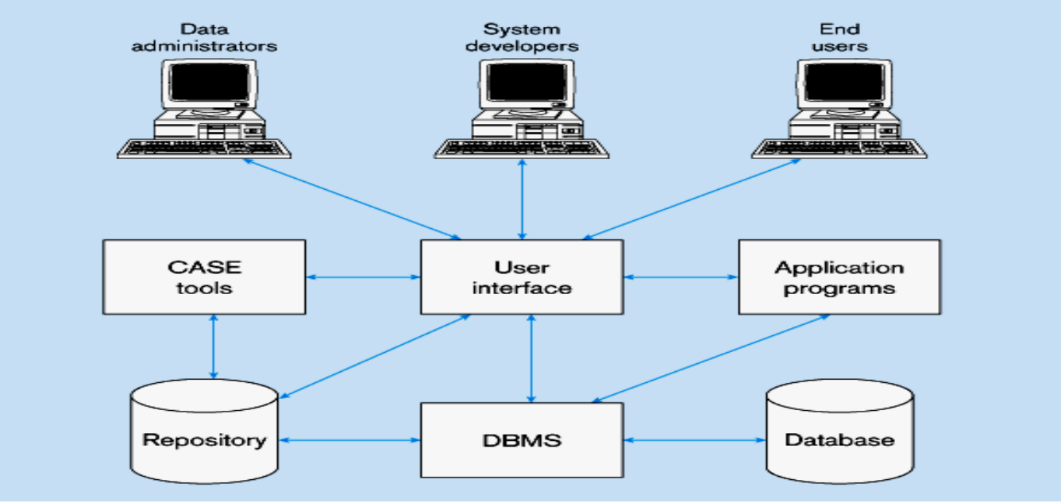 Data
administrators
System
developers
End
users
CASE
tools
User
interface
Application
programs
Repository
DBMS
Database